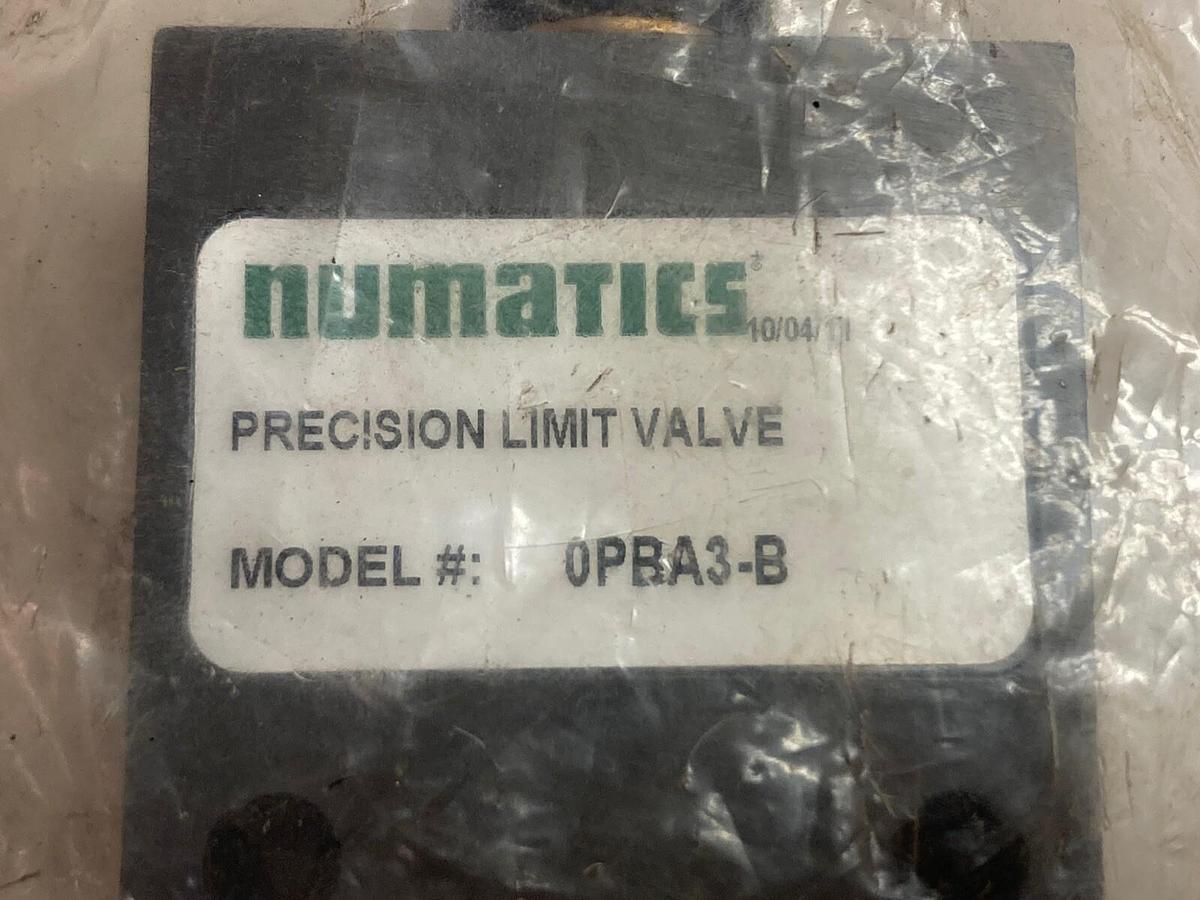 numatics®
10/04/11
PRECISION LIMIT VALVE
MODEL #: 0PBA3-B